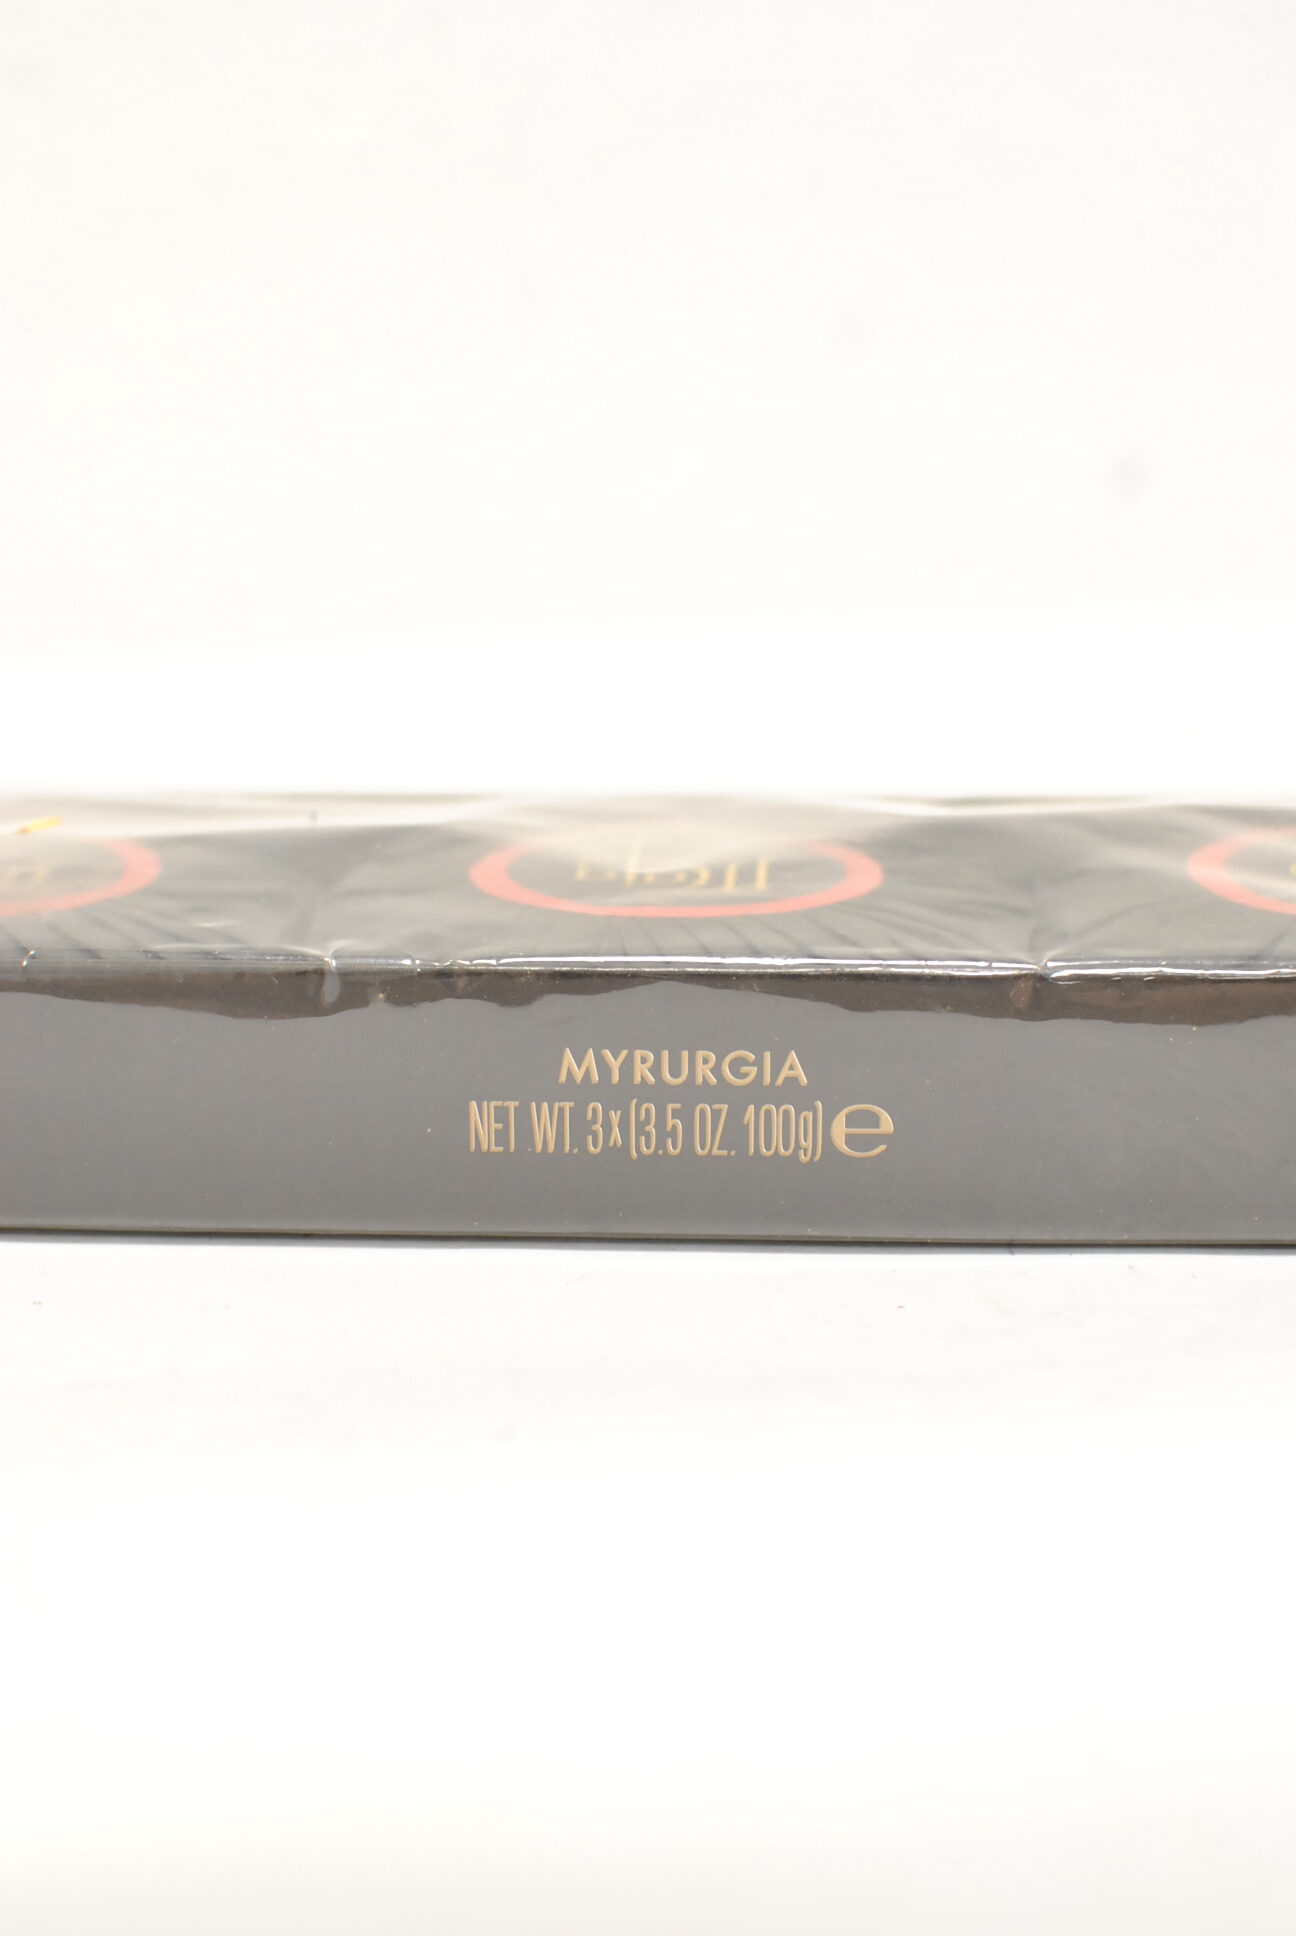 MYRURGIA
NET WT. 3x(3.5 OZ. 100g)e